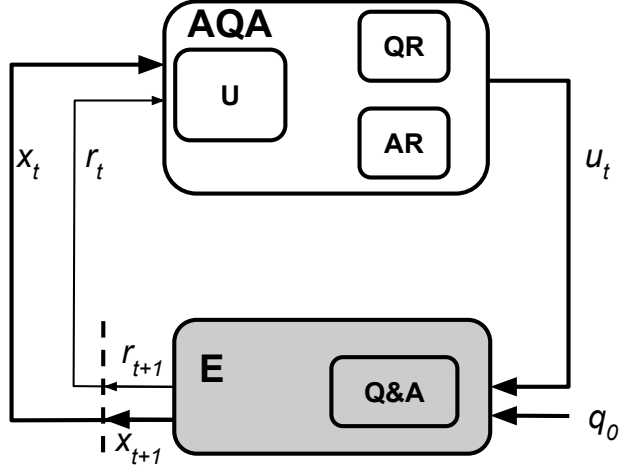 AQA
QR
U
AR
x_t
r_t
u_t
r_{t+1}
E
Q&A
q_0
x_{t+1}